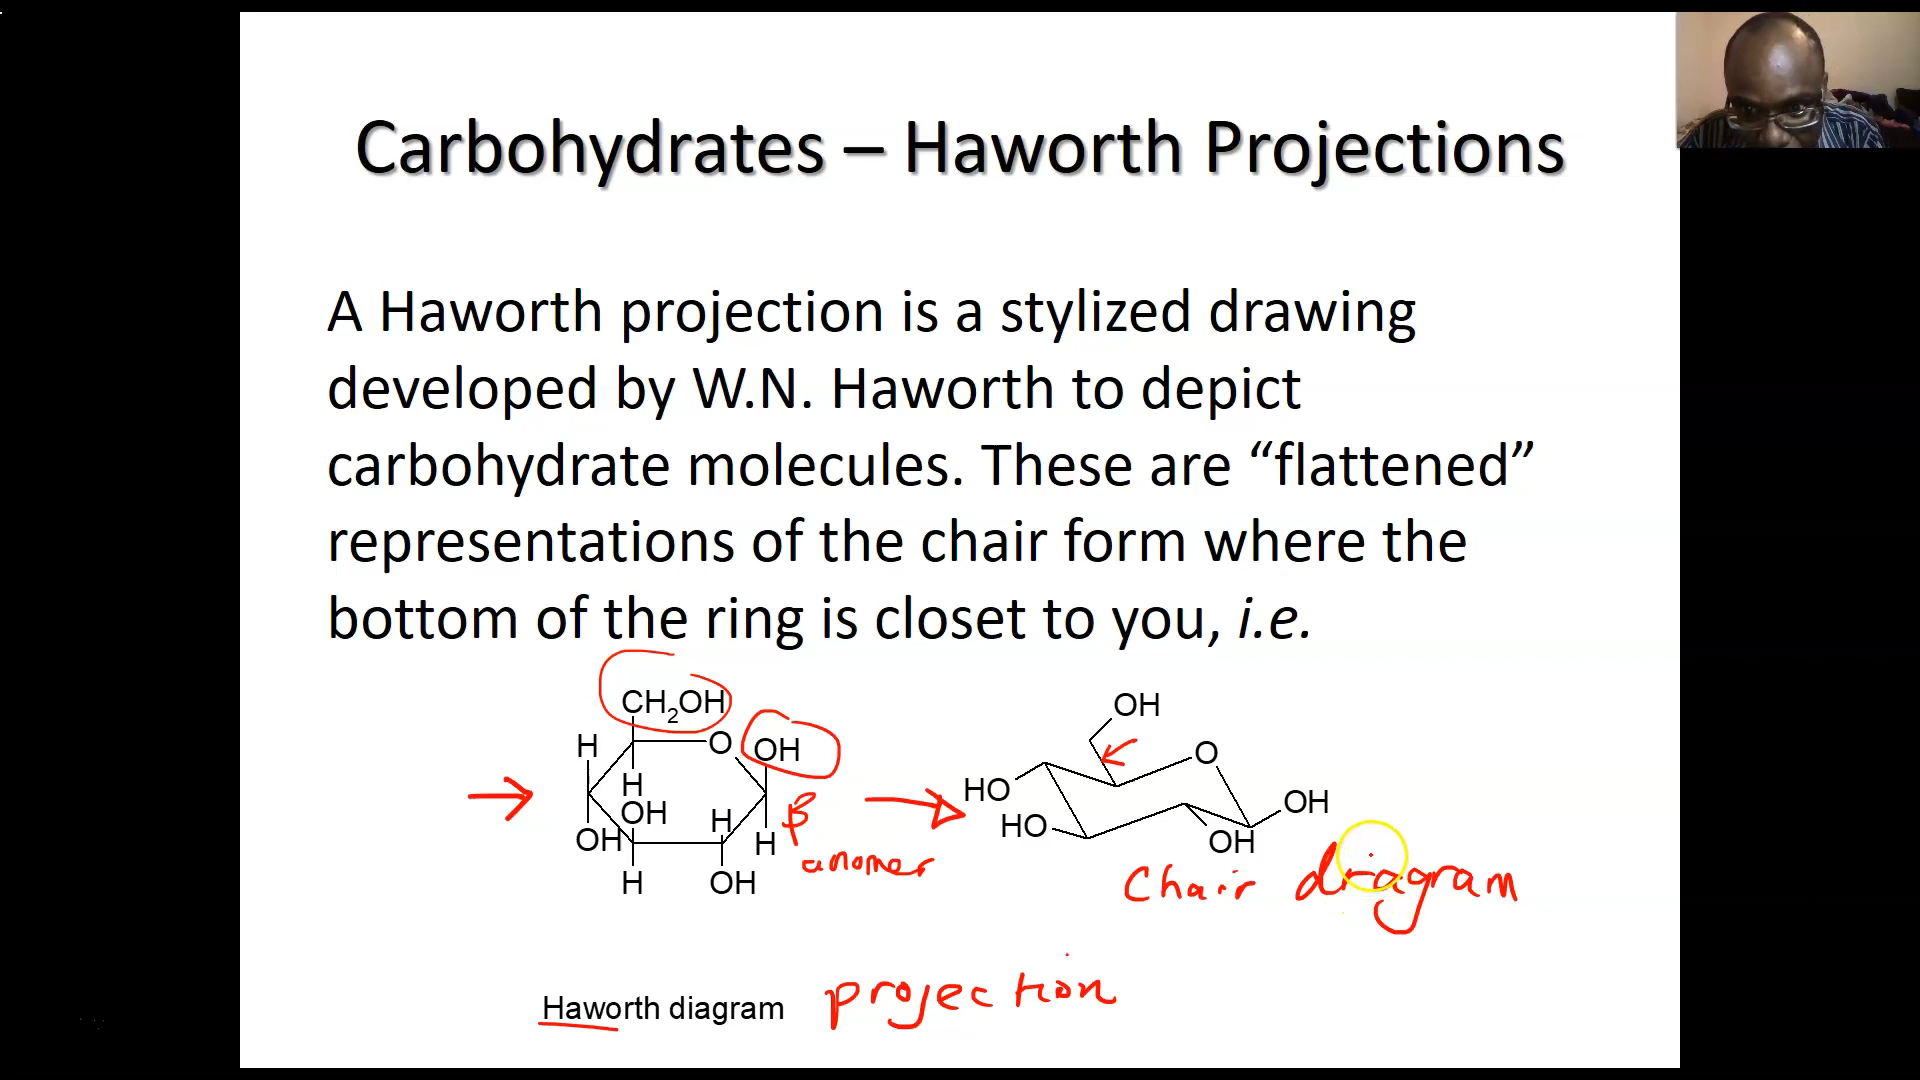 Carbohydrates – Haworth Projections
A Haworth projection is a stylized drawing
developed by W.N. Haworth to depict
carbohydrate molecules. These are “flattened”
representations of the chair form where the
bottom of the ring is closet to you, i.e.
CH2OH
H
O
OH
H
OH
H
OH
H
H
OH
β
anomer
OH
O
HO
HO
OH
OH
Chair diagram
Haworth diagram projection